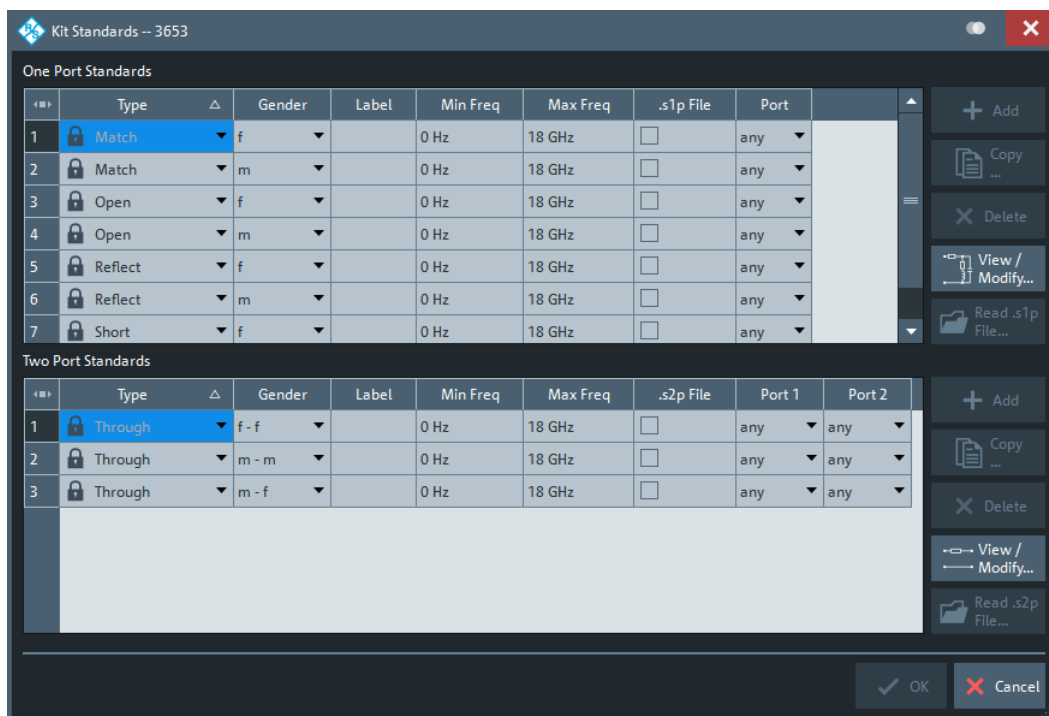 Kit Standards -- 3653
One Port Standards
Type Gender Label Min Freq Max Freq .s1p File Port
1 Match f 0 Hz 18 GHz any
2 Match m 0 Hz 18 GHz any
3 Open f 0 Hz 18 GHz any
4 Open m 0 Hz 18 GHz any
5 Reflect f 0 Hz 18 GHz any
6 Reflect m 0 Hz 18 GHz any
7 Short f 0 Hz 18 GHz any
Add
Copy
...
Delete
View /
Modify...
Read .s1p
File...
Two Port Standards
Type Gender Label Min Freq Max Freq .s2p File Port 1 Port 2
1 Through f - f 0 Hz 18 GHz any any
2 Through m - m 0 Hz 18 GHz any any
3 Through m - f 0 Hz 18 GHz any any
Add
Copy
...
Delete
View /
Modify...
Read .s2p
File...
OK Cancel